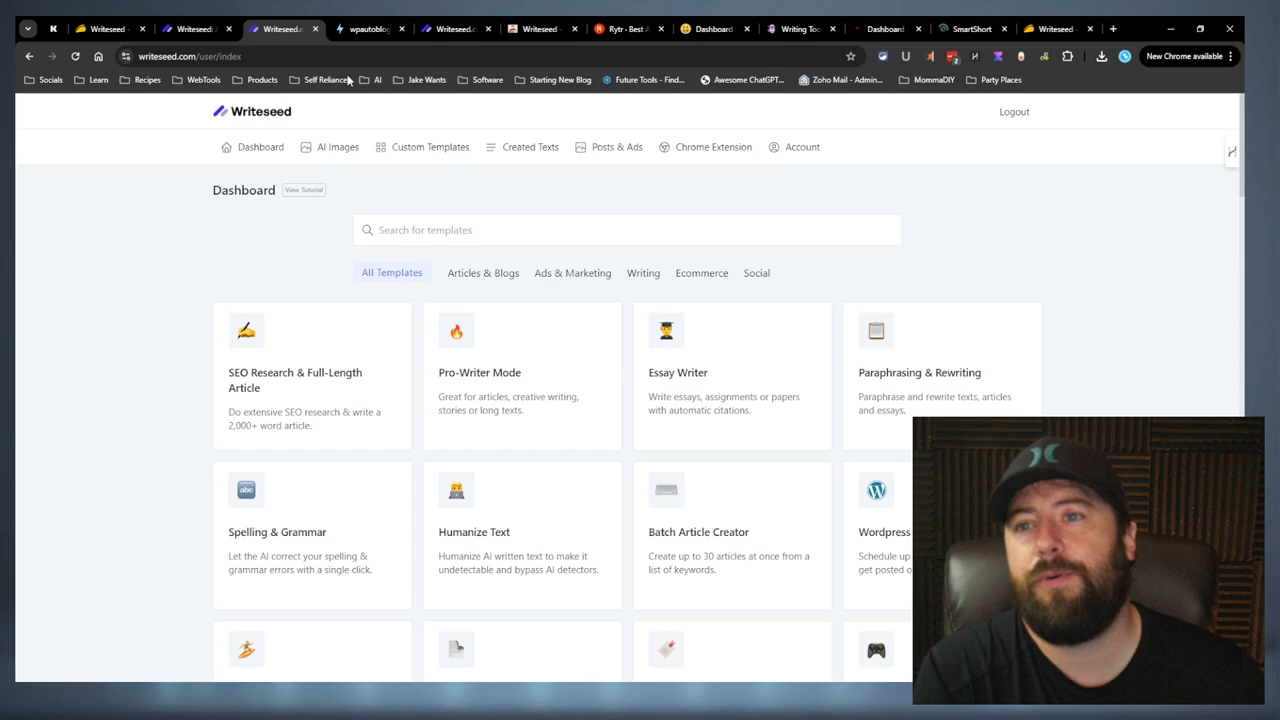 Writeseed -
Writeseed: A
Writeseed.c
wpautoblog
Writeseed.c
Writeseed -
Rytr - Best A
Dashboard
Writing Too
Dashboard
SmartShort
Writeseed -
writeseed.com/user/index
New Chrome available
Socials
Learn
Recipes
WebTools
Products
Self Reliance
AI
Jake Wants
Software
Starting New Blog
Future Tools - Find...
Awesome ChatGPT...
Zoho Mail - Admin...
MommaDIY
Party Places
Writeseed
Logout
Dashboard
AI Images
Custom Templates
Created Texts
Posts & Ads
Chrome Extension
Account
Dashboard
View Tutorial
Search for templates
All Templates
Articles & Blogs
Ads & Marketing
Writing
Ecommerce
Social
SEO Research & Full-Length
Article
Do extensive SEO research & write a
2,000+ word article.
Pro-Writer Mode
Great for articles, creative writing,
stories or long texts.
Essay Writer
Write essays, assignments or papers
with automatic citations.
Paraphrasing & Rewriting
Paraphrase and rewrite texts, articles
and essays.
Spelling & Grammar
Let the AI correct your spelling &
grammar errors with a single click.
Humanize Text
Humanize AI written text to make it
undetectable and bypass AI detectors.
Batch Article Creator
Create up to 30 articles at once from a
list of keywords.
Wordpress
Schedule up
get posted o